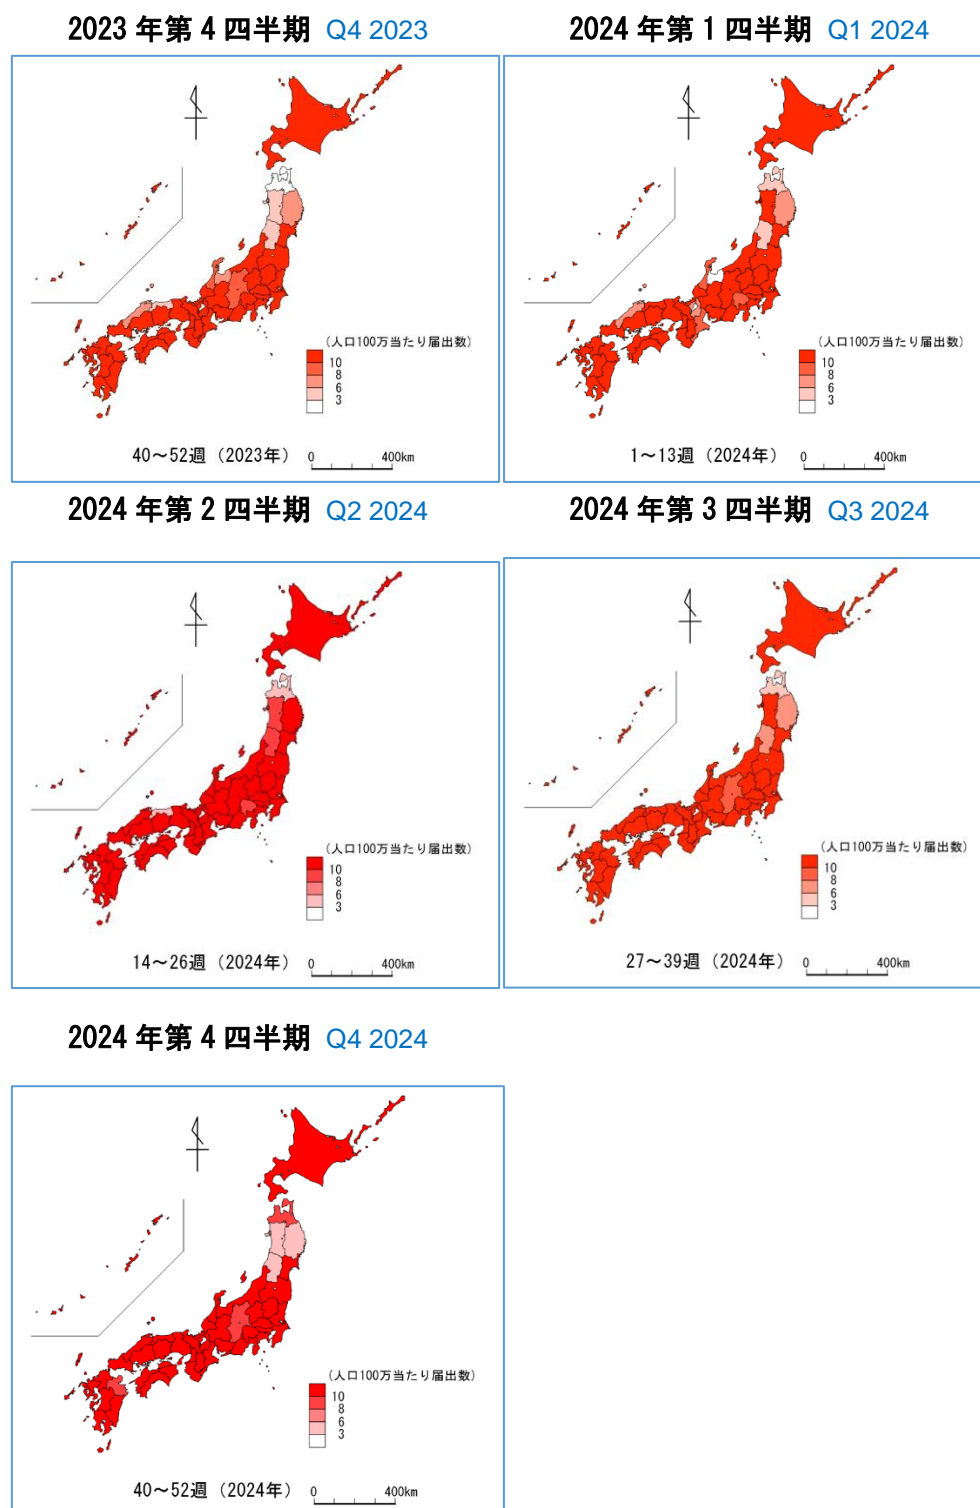 2023 年第 4 四半期 Q4 2023
2024 年第 1 四半期 Q1 2024
(人口100万当たり届出数)
10
8
6
3
40～52週 (2023年)
0 400km
(人口100万当たり届出数)
10
8
6
3
1～13週 (2024年)
0 400km
2024 年第 2 四半期 Q2 2024
2024 年第 3 四半期 Q3 2024
(人口100万当たり届出数)
10
8
6
3
14～26週 (2024年)
0 400km
(人口100万当たり届出数)
10
8
6
3
27～39週 (2024年)
0 400km
2024 年第 4 四半期 Q4 2024
(人口100万当たり届出数)
10
8
6
3
40～52週 (2024年)
0 400km